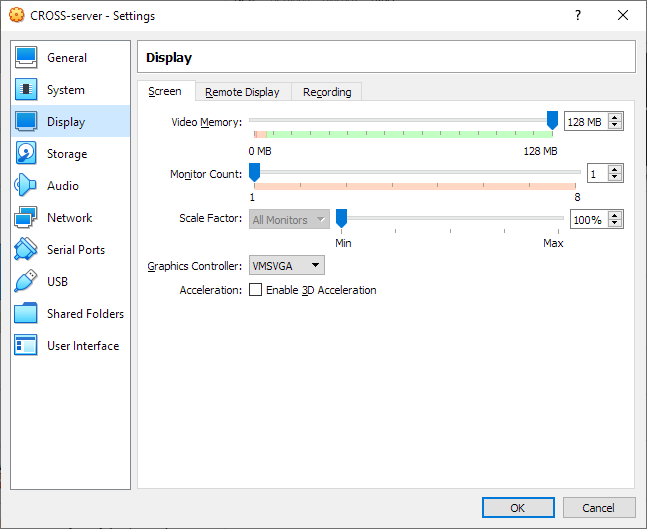 CROSS-server - Settings
?
General
System
Display
Storage
Audio
Network
Serial Ports
USB
Shared Folders
User Interface
Display
Screen
Remote Display
Recording
Video Memory:
128 MB
0 MB
128 MB
Monitor Count:
1
1
8
Scale Factor:
All Monitors
100%
Min
Max
Graphics Controller:
VMSVGA
Acceleration:
Enable 3D Acceleration
OK
Cancel